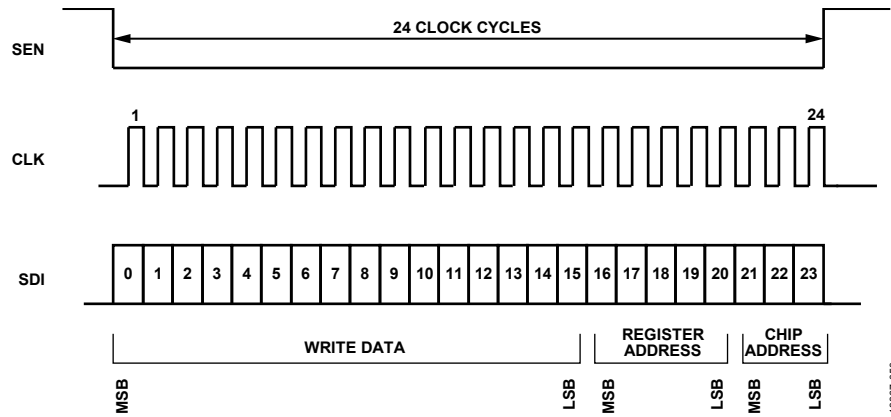 24 CLOCK CYCLES
SEN
1
24
CLK
SDI
0 1 2 3 4 5 6 7 8 9 10 11 12 13 14 15 16 17 18 19 20 21 22 23
WRITE DATA
REGISTER
ADDRESS
CHIP
ADDRESS
MSB
LSB
MSB
LSB
MSB
LSB